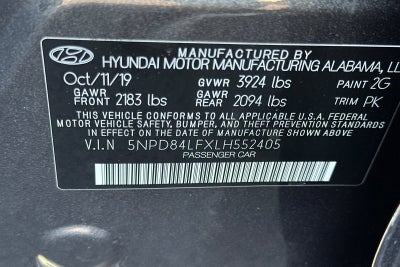 MANUFACTURED BY
HYUNDAI MOTOR MANUFACTURING ALABAMA,
Oct/11/19 GVWR 3924 lbs PAINT 2G
GAWR FRONT 2183 lbs GAWR REAR 2094 lbs TRIM PK
THIS VEHICLE CONFORMS TO ALL APPLICABLE U.S.A. FEDERAL
MOTOR VEHICLE SAFETY, BUMPER, AND THEFT PREVENTION STANDARDS
IN EFFECT ON THE DATE OF MANUFACTURE SHOWN ABOVE.
V.I.N 5NPD84LFXLH552405
PASSENGER CAR